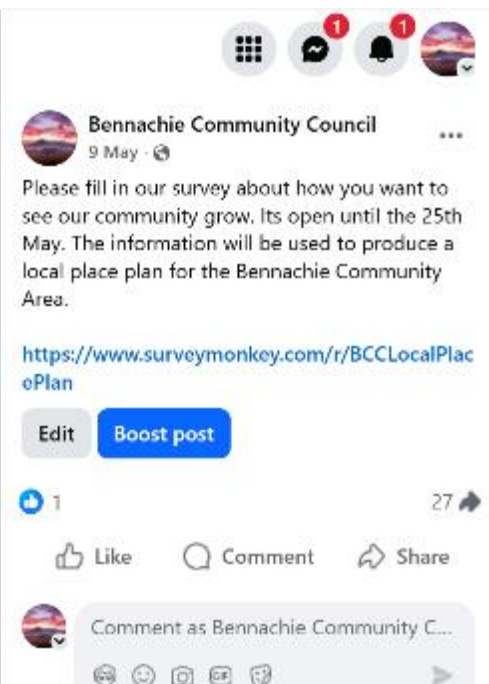 1
1
Bennachie Community Council
9 May ·
Please fill in our survey about how you want to
see our community grow. Its open until the 25th
May. The information will be used to produce a
local place plan for the Bennachie Community
Area.
https://www.surveymonkey.com/r/BCCLocalPlac
ePlan
Edit Boost post
1 27
Like Comment Share
Comment as Bennachie Community C...
GIF